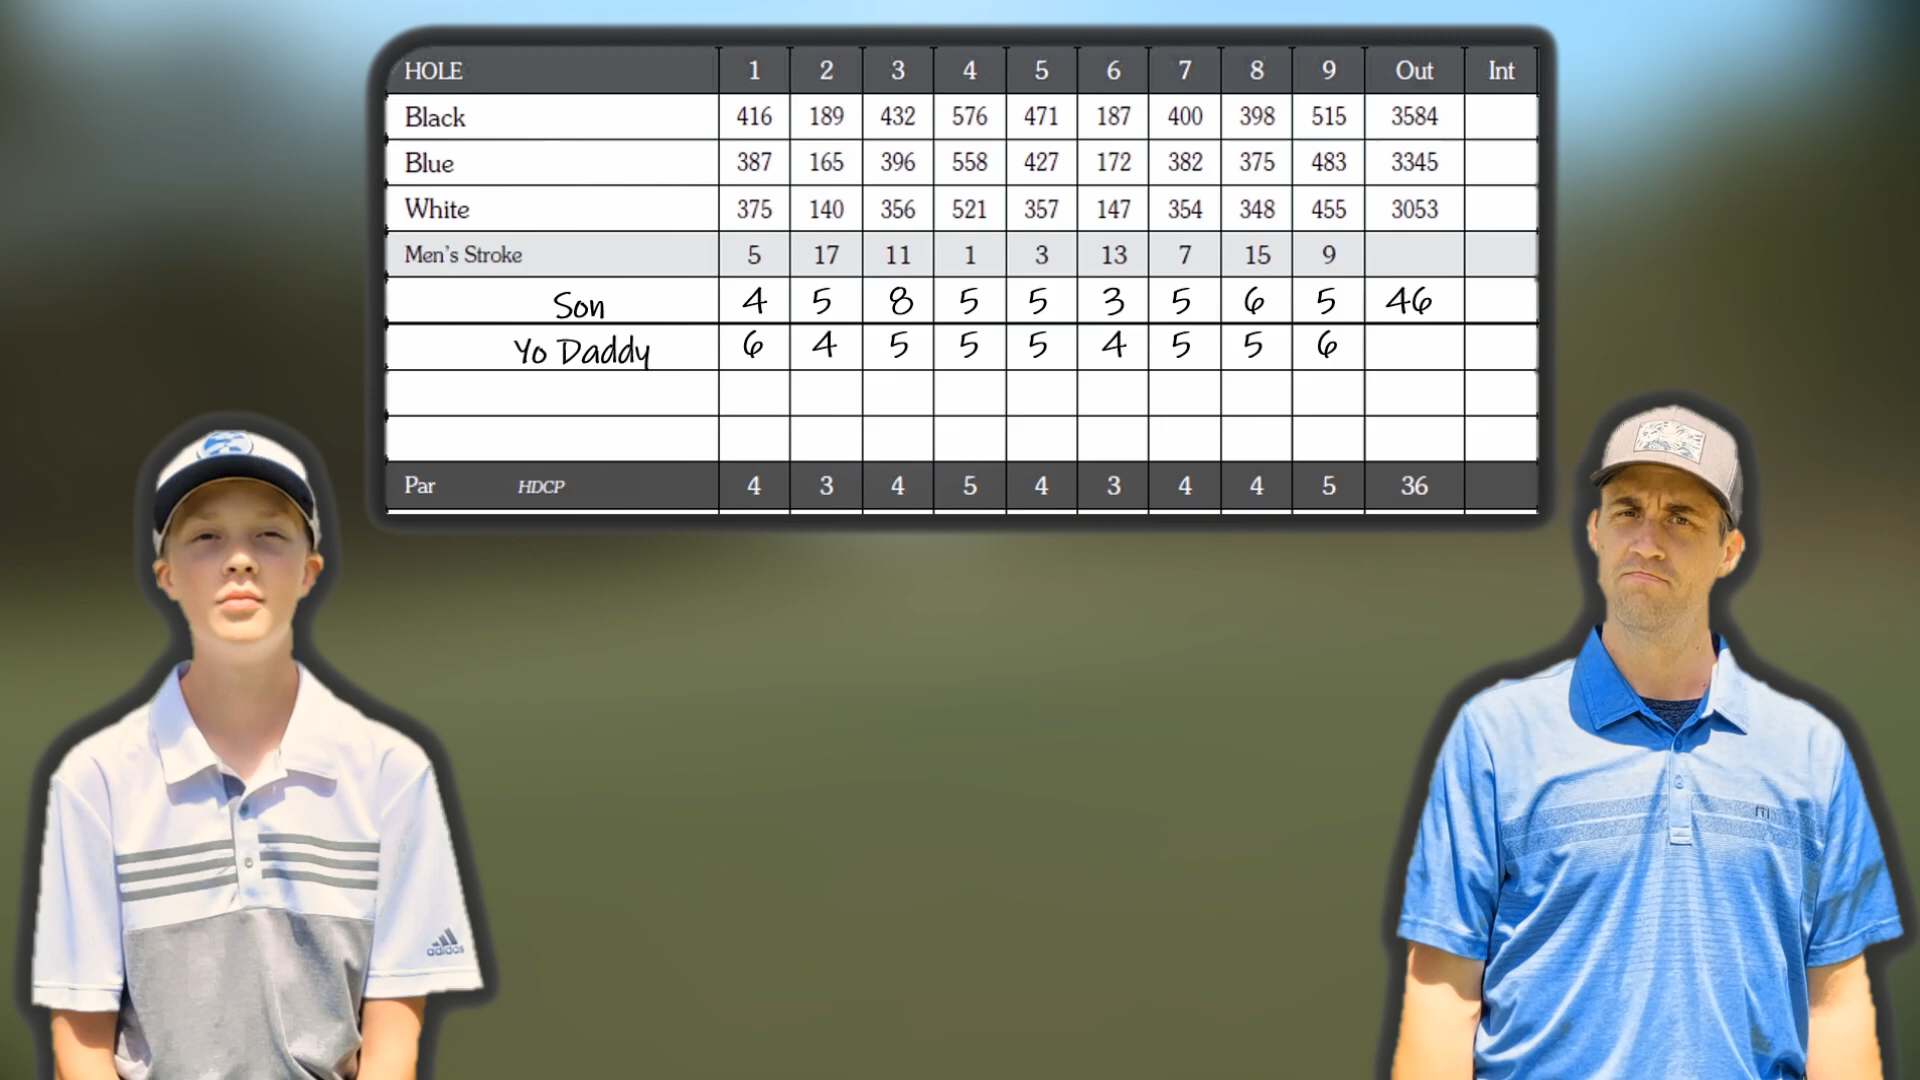 HOLE 1 2 3 4 5 6 7 8 9 Out Int
Black 416 189 432 576 471 187 400 398 515 3584
Blue 387 165 396 558 427 172 382 375 483 3345
White 375 140 356 521 357 147 354 348 455 3053
Men's Stroke 5 17 11 1 3 13 7 15 9
Son 4 5 8 5 5 3 5 6 5 46
Yo Daddy 6 4 5 5 5 4 5 5 6
Par HDCP 4 3 4 5 4 3 4 4 5 36
adidas